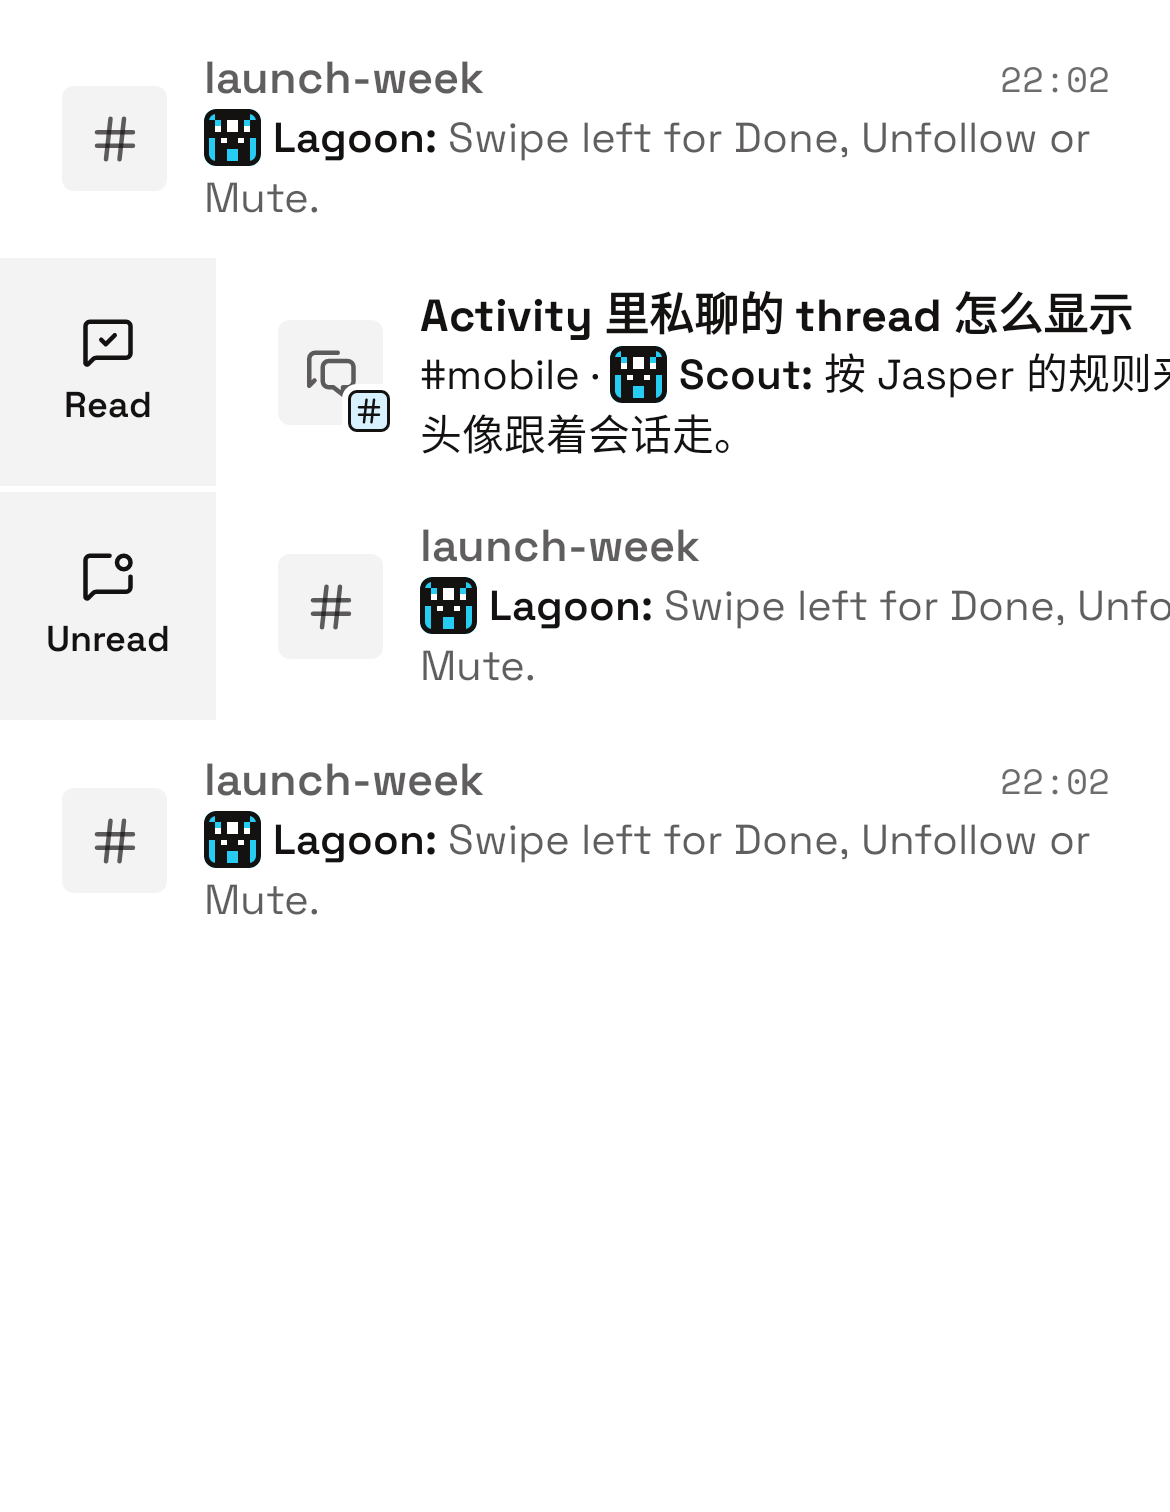 launch-week 22:02
Lagoon: Swipe left for Done, Unfollow or
Mute.
Read
Activity 里私聊的 thread 怎么显示
#mobile · Scout: 按 Jasper 的规则
头像跟着会话走。
Unread
launch-week
Lagoon: Swipe left for Done, Unfo
Mute.
launch-week 22:02
Lagoon: Swipe left for Done, Unfollow or
Mute.